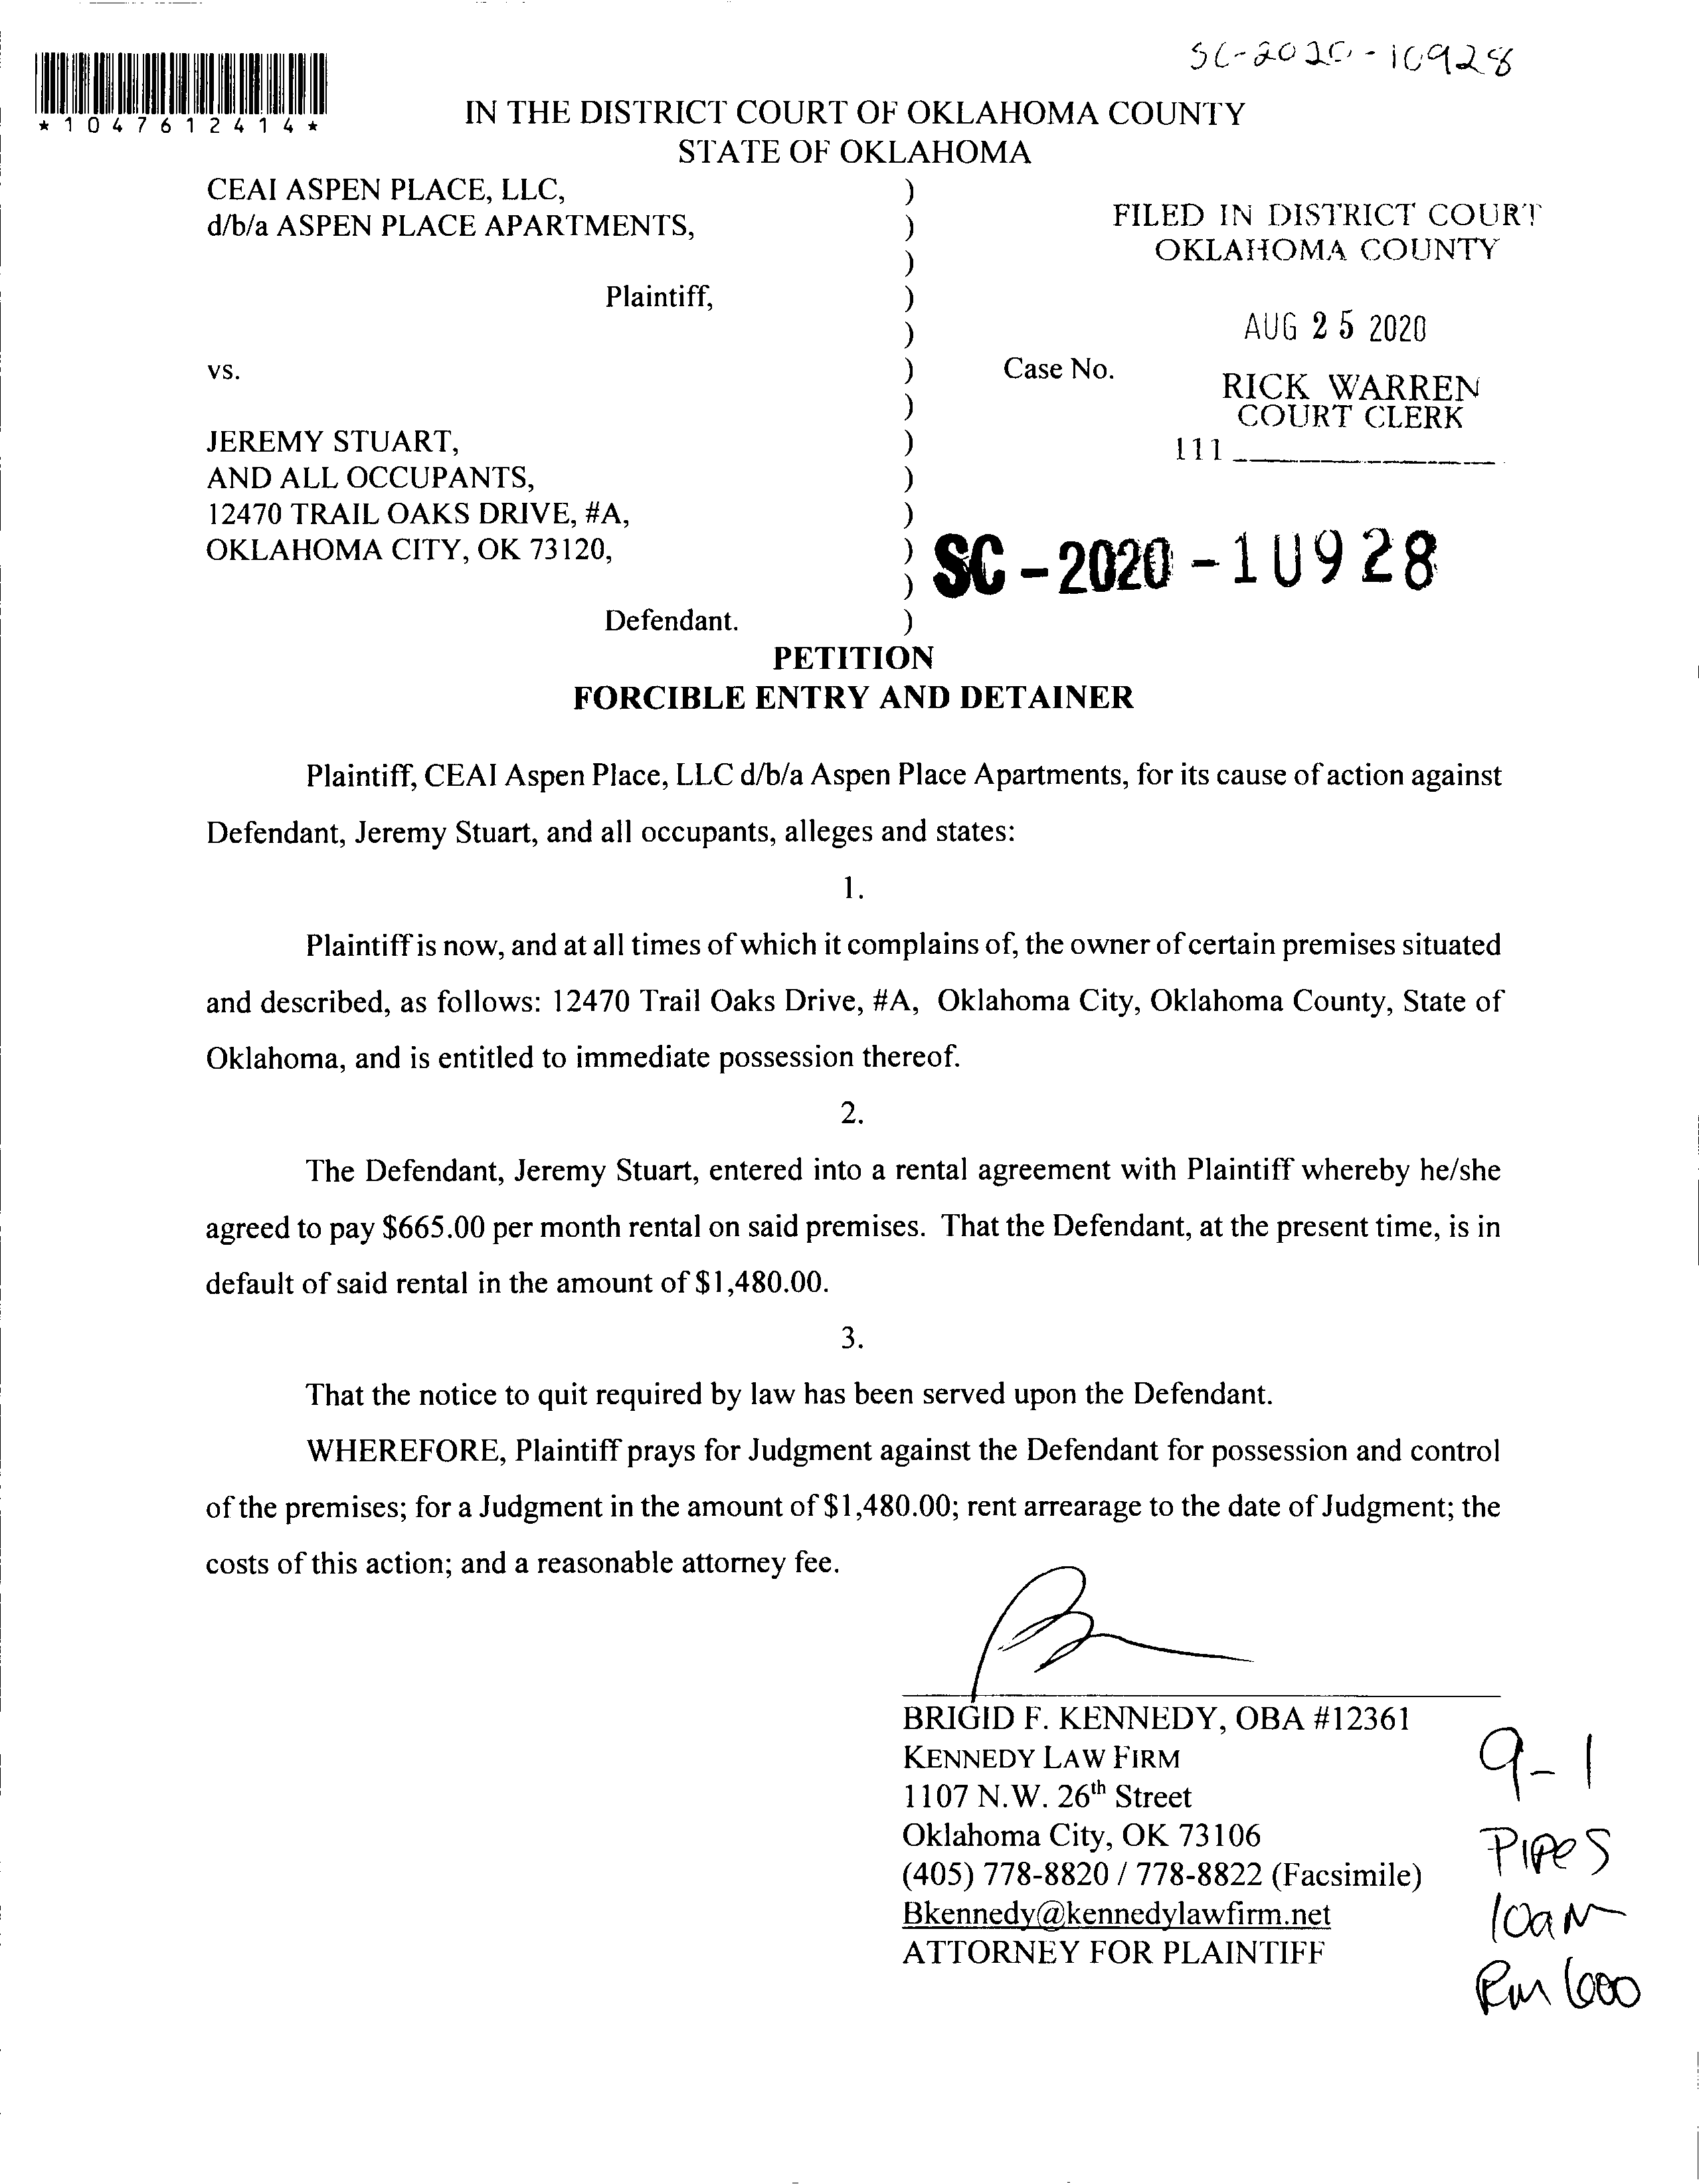 SC-2020-10928
*1047612414*
IN THE DISTRICT COURT OF OKLAHOMA COUNTY
STATE OF OKLAHOMA
CEAI ASPEN PLACE, LLC, )
d/b/a ASPEN PLACE APARTMENTS, )
)
Plaintiff, )
)
vs. ) Case No.
)
JEREMY STUART, )
AND ALL OCCUPANTS, )
12470 TRAIL OAKS DRIVE, #A, )
OKLAHOMA CITY, OK 73120, )
)
Defendant. )
FILED IN DISTRICT COURT
OKLAHOMA COUNTY
AUG 25 2020
RICK WARREN
COURT CLERK
111
SC-2020-10928
PETITION
FORCIBLE ENTRY AND DETAINER
Plaintiff, CEAI Aspen Place, LLC d/b/a Aspen Place Apartments, for its cause of action against
Defendant, Jeremy Stuart, and all occupants, alleges and states:
1.
Plaintiff is now, and at all times of which it complains of, the owner of certain premises situated
and described, as follows: 12470 Trail Oaks Drive, #A, Oklahoma City, Oklahoma County, State of
Oklahoma, and is entitled to immediate possession thereof.
2.
The Defendant, Jeremy Stuart, entered into a rental agreement with Plaintiff whereby he/she
agreed to pay $665.00 per month rental on said premises. That the Defendant, at the present time, is in
default of said rental in the amount of $1,480.00.
3.
That the notice to quit required by law has been served upon the Defendant.
WHEREFORE, Plaintiff prays for Judgment against the Defendant for possession and control
of the premises; for a Judgment in the amount of $1,480.00; rent arrearage to the date of Judgment; the
costs of this action; and a reasonable attorney fee.
BRIGID F. KENNEDY, OBA #12361
KENNEDY LAW FIRM
1107 N.W. 26th Street
Oklahoma City, OK 73106
(405) 778-8820 / 778-8822 (Facsimile)
Bkennedy@kennedylawfirm.net
ATTORNEY FOR PLAINTIFF
9-1
PIPES
10am
Rm 600